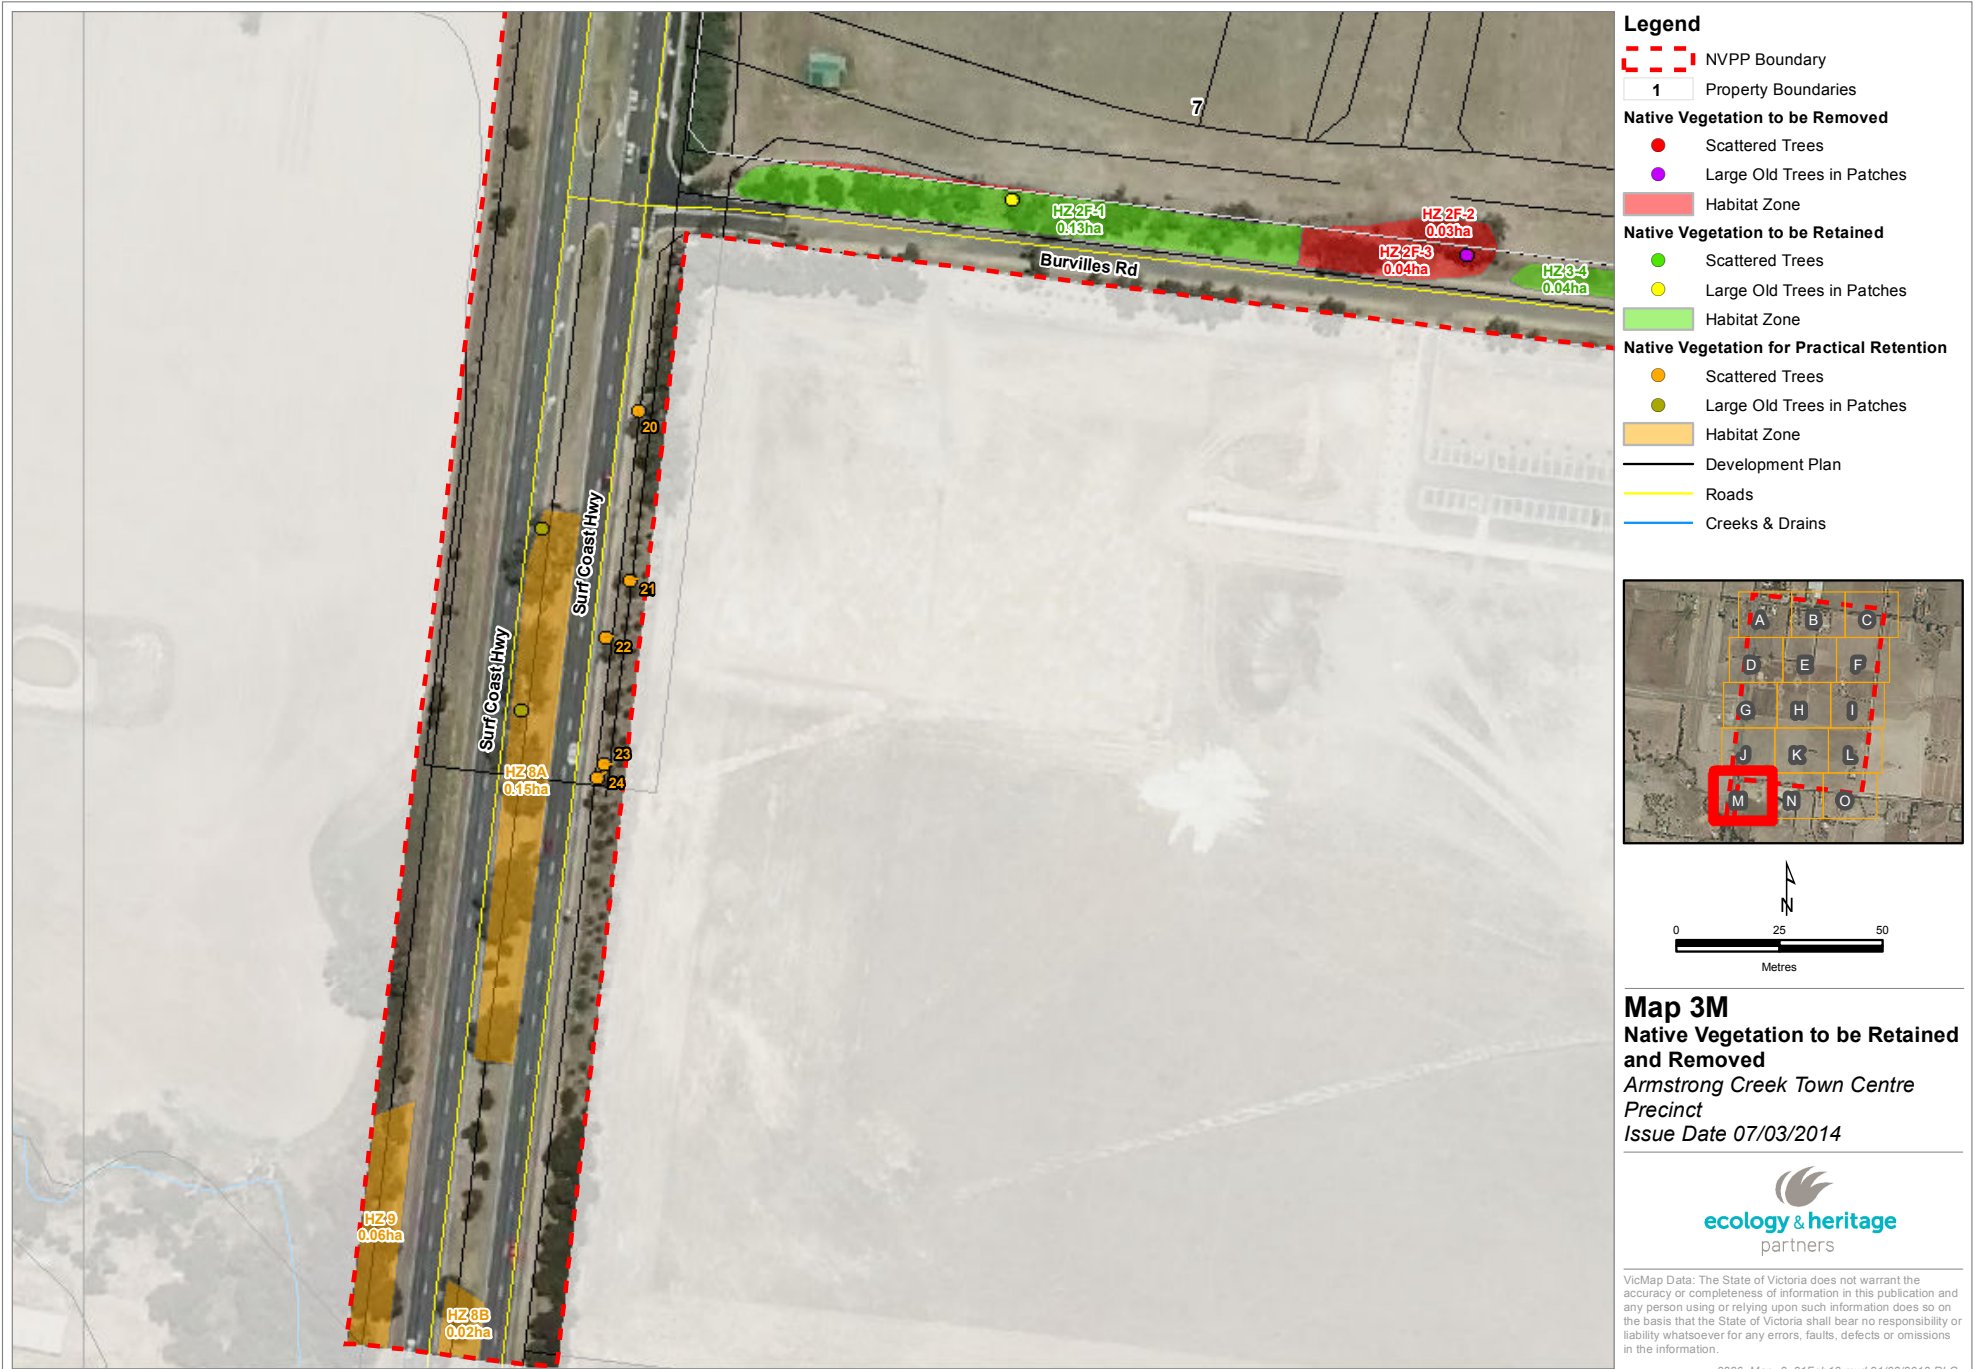 7
HZ 2F-1
0.13ha
HZ 2F-2
0.03ha
HZ 2F-3
0.04ha
HZ 3-4
0.04ha
Burvilles Rd
20
Surf Coast Hwy
21
22
Surf Coast Hwy
23
24
HZ 8A
0.15ha
HZ 9
0.06ha
HZ 8B
0.02ha
Legend
NVPP Boundary
1 Property Boundaries
Native Vegetation to be Removed
Scattered Trees
Large Old Trees in Patches
Habitat Zone
Native Vegetation to be Retained
Scattered Trees
Large Old Trees in Patches
Habitat Zone
Native Vegetation for Practical Retention
Scattered Trees
Large Old Trees in Patches
Habitat Zone
Development Plan
Roads
Creeks & Drains
A B C
D E F
G H I
J K L
M N O
N
0 25 50
Metres
Map 3M
Native Vegetation to be Retained
and Removed
Armstrong Creek Town Centre
Precinct
Issue Date 07/03/2014
ecology & heritage
partners
VicMap Data: The State of Victoria does not warrant the
accuracy or completeness of information in this publication and
any person using or relying upon such information does so on
the basis that the State of Victoria shall bear no responsibility or
liability whatsoever for any errors, faults, defects or omissions
in the information.